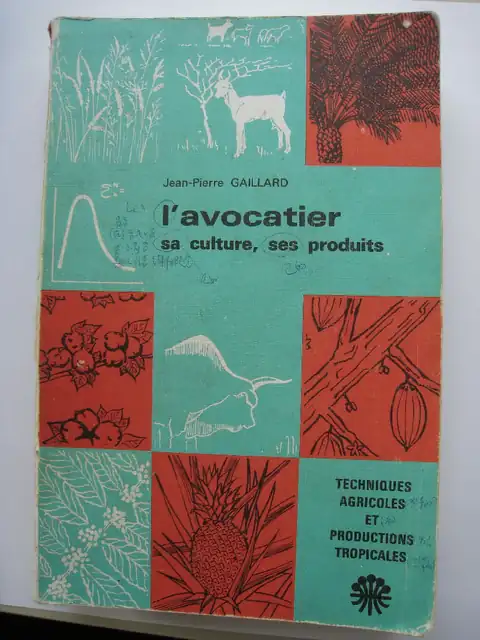 Jean-Pierre GAILLARD
l'avocatier
sa culture, ses produits
TECHNIQUES
AGRICOLES
ET
PRODUCTIONS
TROPICALES